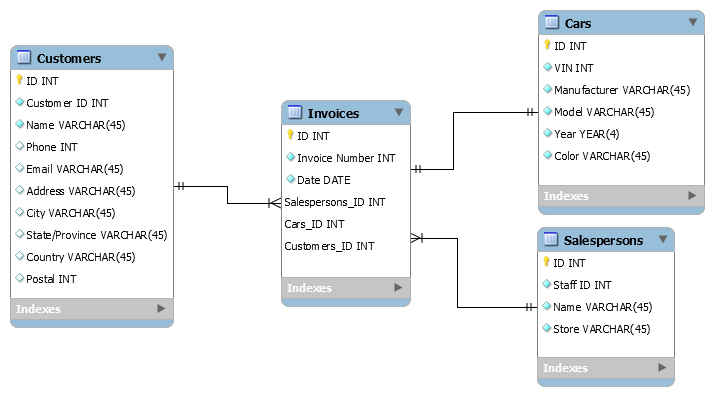 Customers
ID INT
Customer ID INT
Name VARCHAR(45)
Phone INT
Email VARCHAR(45)
Address VARCHAR(45)
City VARCHAR(45)
State/Province VARCHAR(45)
Country VARCHAR(45)
Postal INT
Indexes
Invoices
ID INT
Invoice Number INT
Date DATE
Salespersons_ID INT
Cars_ID INT
Customers_ID INT
Indexes
Cars
ID INT
VIN INT
Manufacturer VARCHAR(45)
Model VARCHAR(45)
Year YEAR(4)
Color VARCHAR(45)
Indexes
Salespersons
ID INT
Staff ID INT
Name VARCHAR(45)
Store VARCHAR(45)
Indexes